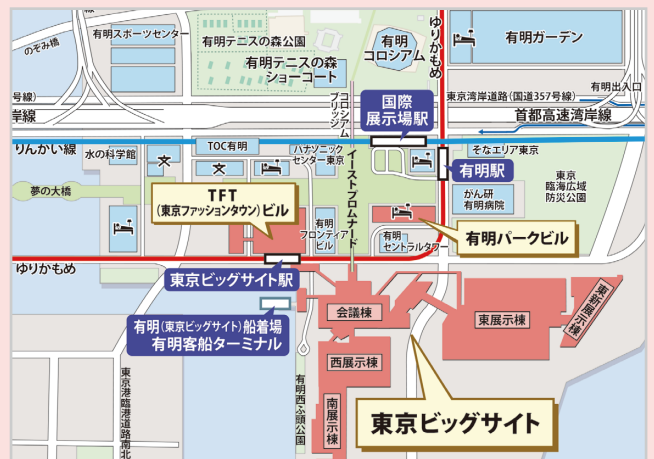 のぞみ橋
有明スポーツセンター
有明テニスの森公園
有明テニスの森
ショーコート
有明
コロシアム
ゆりかもめ
有明ガーデン
号線)
岸線
コロシアム
ブリッジ
国際
展示場駅
東京湾岸道路(国道357号線)
有明出入口
首都高速湾岸線
りんかい線
水の科学館
TOC有明
パナソニック
センター東京
イーストプロムナード
有明駅
そなエリア東京
東京
臨海広域
防災公園
がん研
有明病院
夢の大橋
TFT
(東京ファッションタウン)ビル
有明
フロンティア
ビル
有明
セントラルタワー
有明パークビル
ゆりかもめ
東京ビッグサイト駅
有明(東京ビッグサイト)船着場
有明客船ターミナル
会議棟
東展示棟
東新展示棟
西展示棟
南展示棟
東京ビッグサイト
有明西ふ頭公園
東京港臨港道路南北